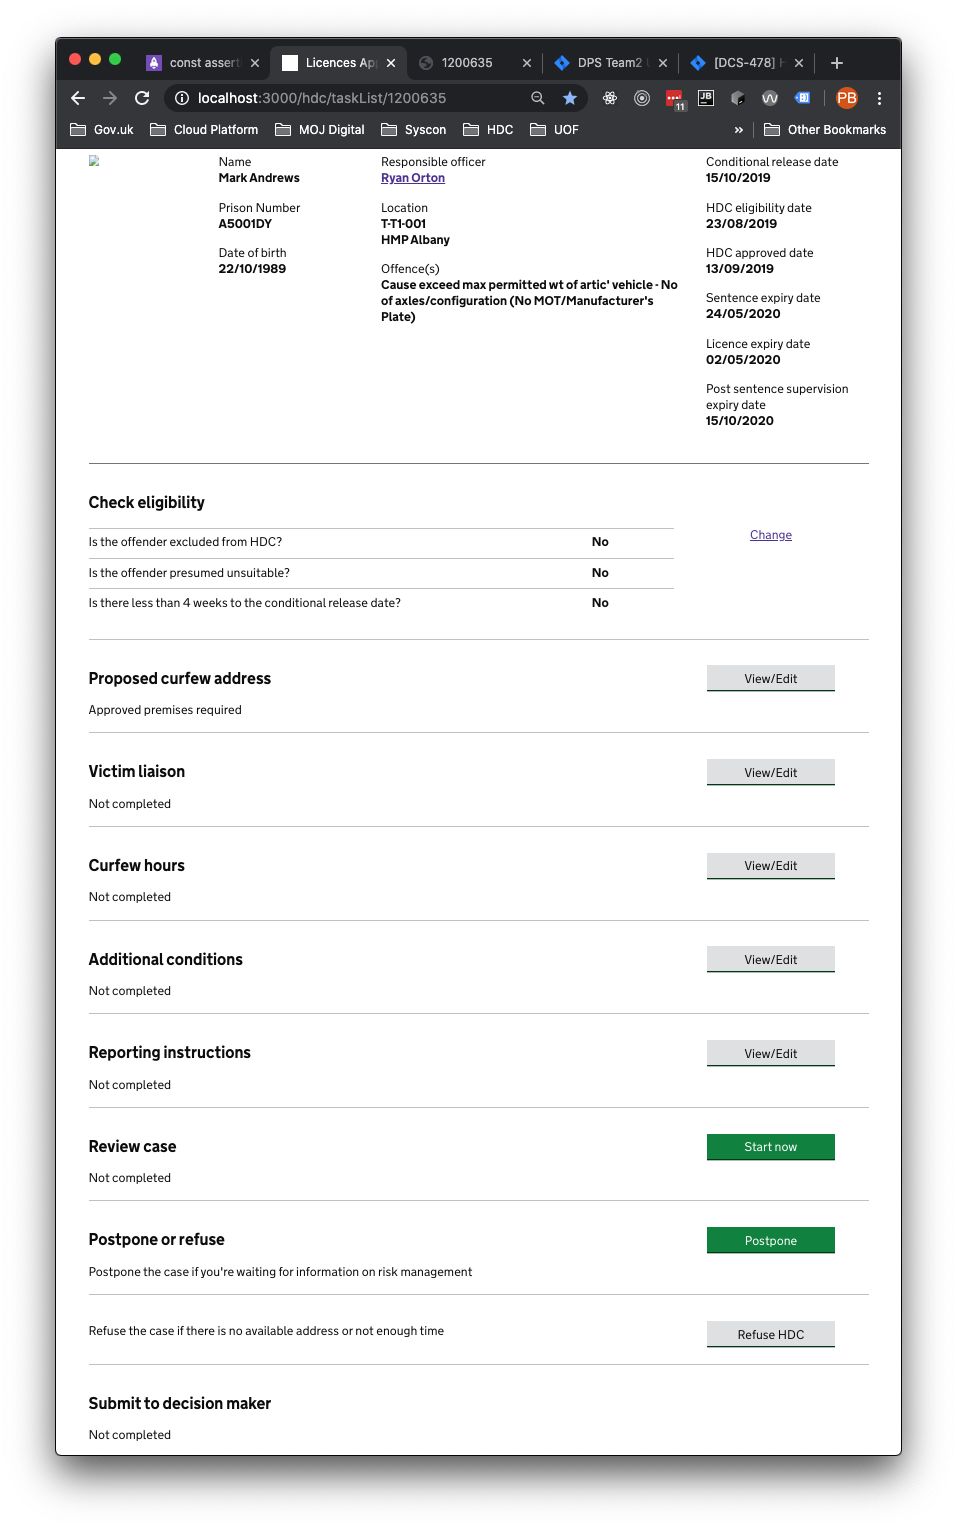 const assert
Licences Ap
1200635
DPS Team2
[DCS-478] H
localhost:3000/hdc/taskList/1200635
11
JB
PB
Gov.uk
Cloud Platform
MOJ Digital
Syscon
HDC
UOF
»
Other Bookmarks
Name
Mark Andrews
Prison Number
A5001DY
Date of birth
22/10/1989
Responsible officer
Ryan Orton
Location
T-T1-001
HMP Albany
Offence(s)
Cause exceed max permitted wt of artic' vehicle - No
of axles/configuration (No MOT/Manufacturer's
Plate)
Conditional release date
15/10/2019
HDC eligibility date
23/08/2019
HDC approved date
13/09/2019
Sentence expiry date
24/05/2020
Licence expiry date
02/05/2020
Post sentence supervision
expiry date
15/10/2020
Check eligibility
Is the offender excluded from HDC? No
Change
Is the offender presumed unsuitable? No
Is there less than 4 weeks to the conditional release date? No
Proposed curfew address
View/Edit
Approved premises required
Victim liaison
View/Edit
Not completed
Curfew hours
View/Edit
Not completed
Additional conditions
View/Edit
Not completed
Reporting instructions
View/Edit
Not completed
Review case
Start now
Not completed
Postpone or refuse
Postpone
Postpone the case if you're waiting for information on risk management
Refuse the case if there is no available address or not enough time
Refuse HDC
Submit to decision maker
Not completed